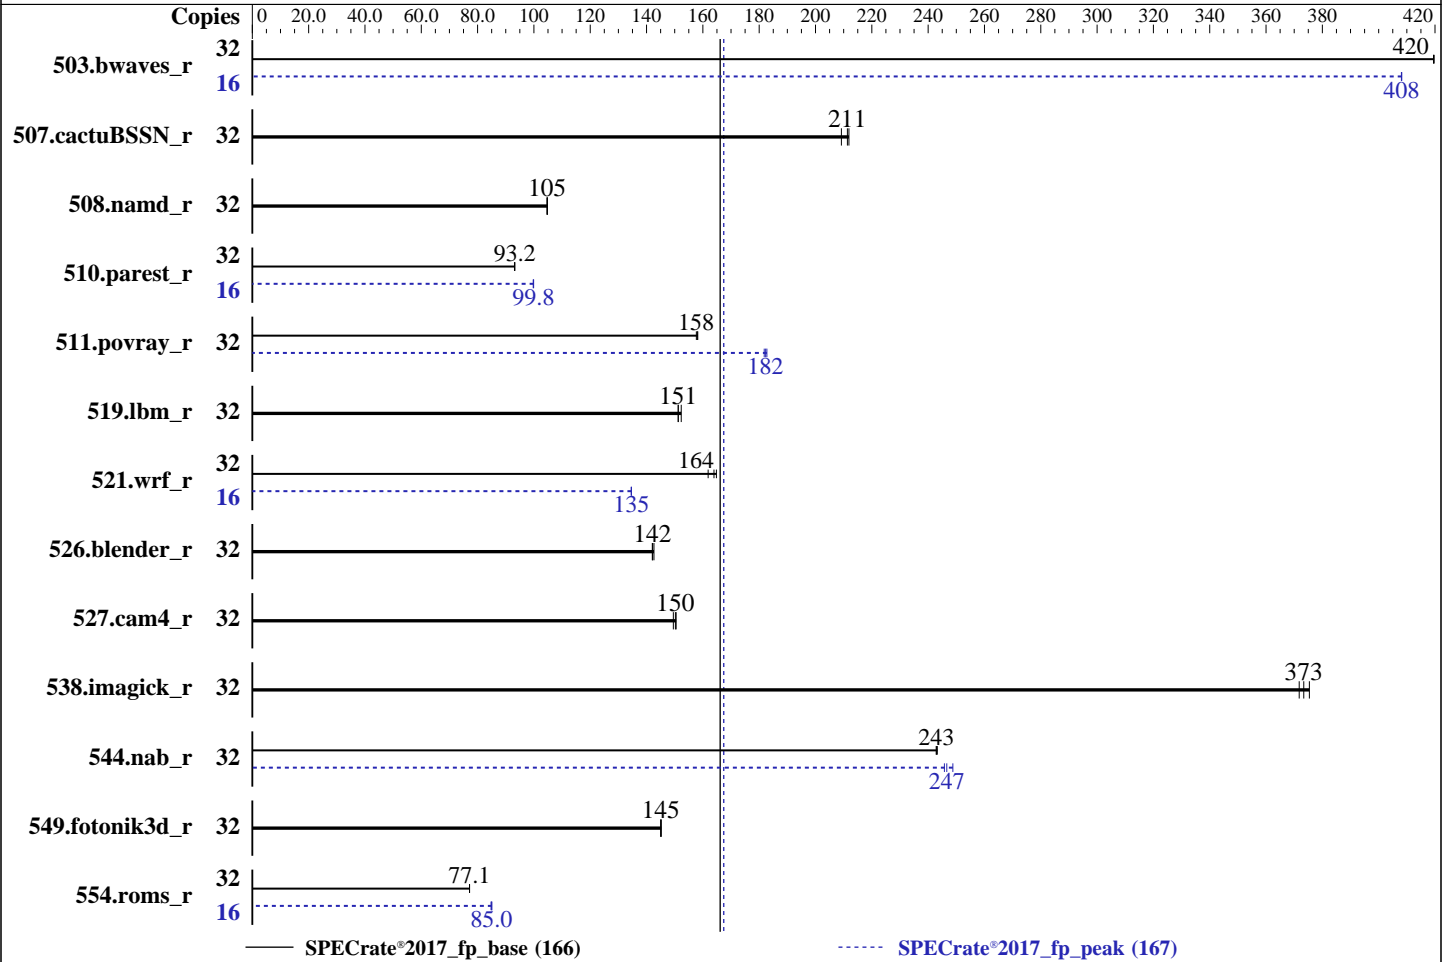 Copies 0 20.0 40.0 60.0 80.0 100 120 140 160 180 200 220 240 260 280 300 320 340 360 380 420
503.bwaves_r 32 420
16 408
507.cactuBSSN_r 32 211
508.namd_r 32 105
510.parest_r 32 93.2
16 99.8
511.povray_r 32 158
182
519.lbm_r 32 151
521.wrf_r 32 164
16 135
526.blender_r 32 142
527.cam4_r 32 150
538.imagick_r 32 373
544.nab_r 32 243
247
549.fotonik3d_r 32 145
554.roms_r 32 77.1
16 85.0
SPECrate®2017_fp_base (166) SPECrate®2017_fp_peak (167)